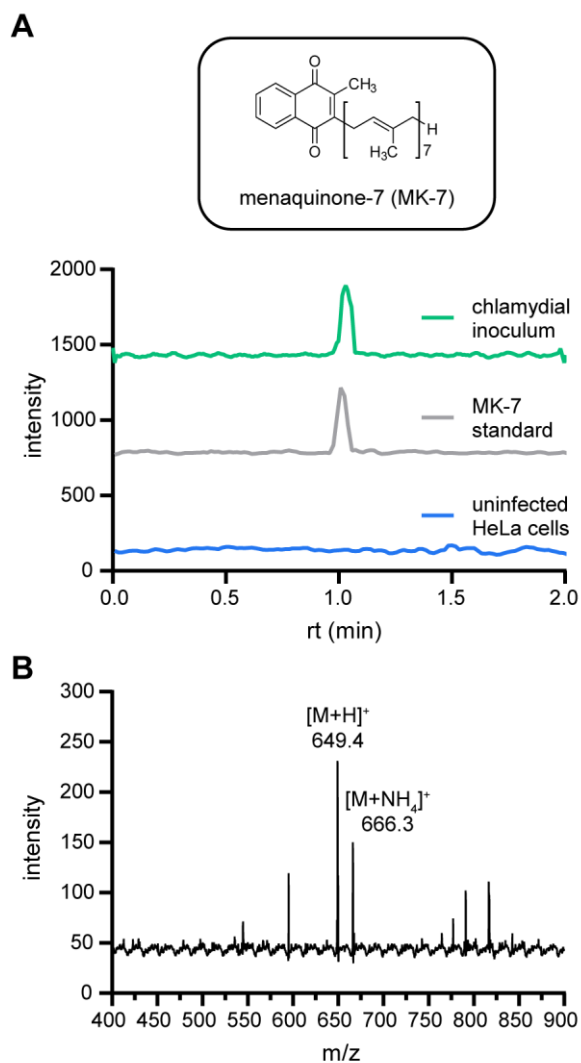 A
O
CH₃
H
O
H₃C
7
menaquinone-7 (MK-7)
2000
1500
1000
500
0
intensity
chlamydial
inoculum
MK-7
standard
uninfected
HeLa cells
0.0 0.5 1.0 1.5 2.0
rt (min)
B
300
250
200
150
100
50
0
intensity
[M+H]⁺
649.4
[M+NH₄]⁺
666.3
400 450 500 550 600 650 700 750 800 850 900
m/z